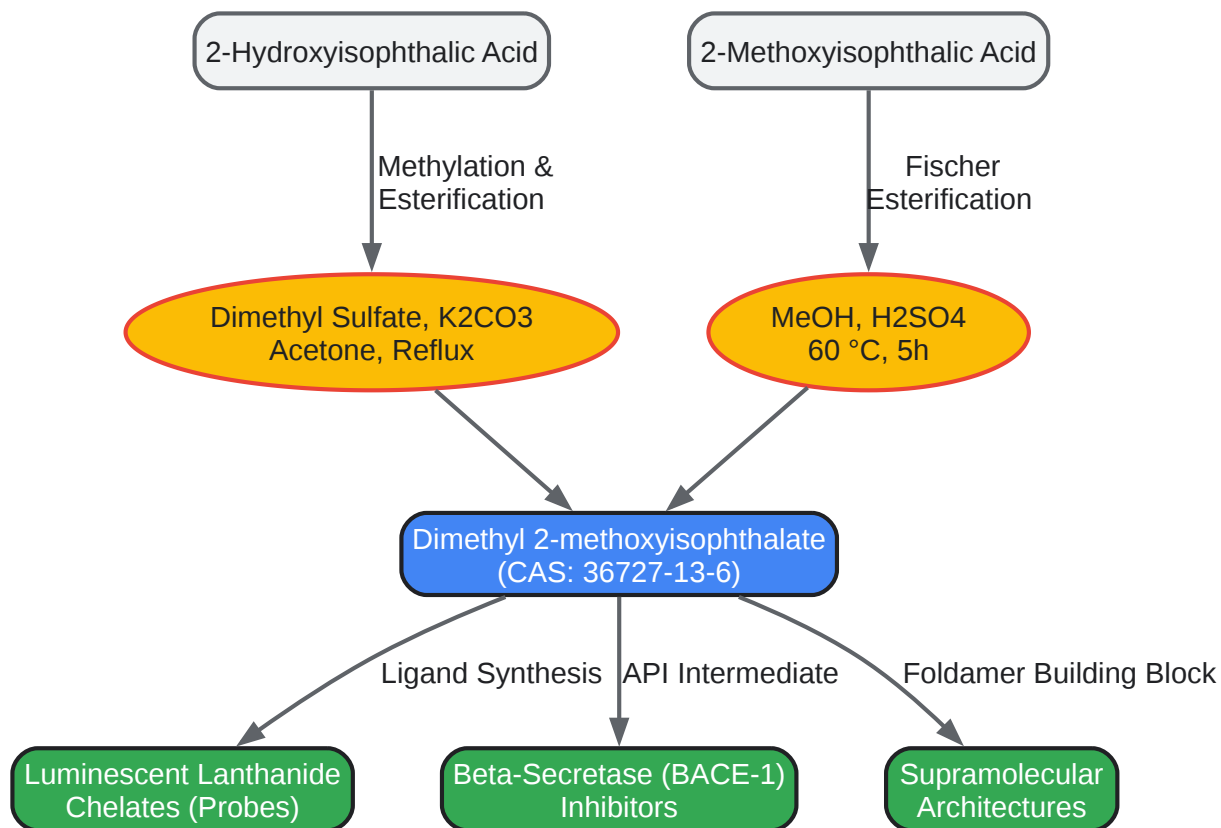 2-Hydroxyisophthalic Acid
2-Methoxyisophthalic Acid
Methylation &
Esterification
Fischer
Esterification
Dimethyl Sulfate, K2CO3
Acetone, Reflux
MeOH, H2SO4
60 °C, 5h
Dimethyl 2-methoxyisophthalate
(CAS: 36727-13-6)
Ligand Synthesis
API Intermediate
Foldamer Building Block
Luminescent Lanthanide
Chelates (Probes)
Beta-Secretase (BACE-1)
Inhibitors
Supramolecular
Architectures